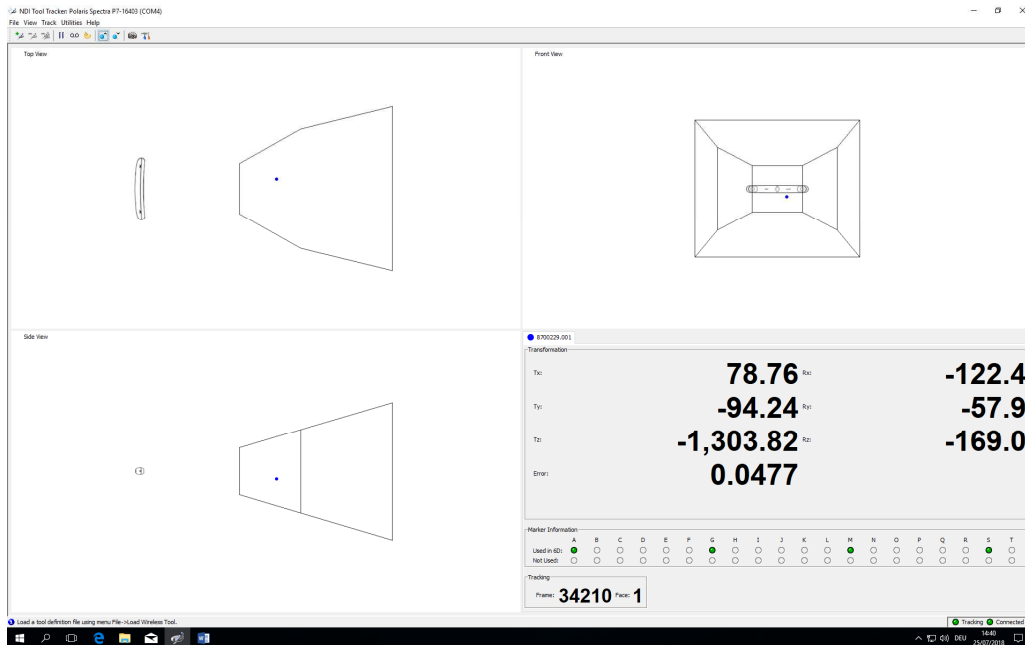 NDI Tool Tracker: Polaris Spectra P7-16403 (COM4)
File View Track Utilities Help
Top View
Front View
Side View
8700229.001
Transformation
Tx: 78.76 Rx: -122.4
Ty: -94.24 Ry: -57.9
Tz: -1,303.82 Rz: -169.0
Error: 0.0477
Marker Information
A B C D E F G H I J K L M N O P Q R S T
Used in 6D:
Not Used:
Tracking
Frame: 34210 Face: 1
Load a tool definition file using menu File->Load Wireless Tool.
Tracking Connected
DEU
14:40
25/07/2018